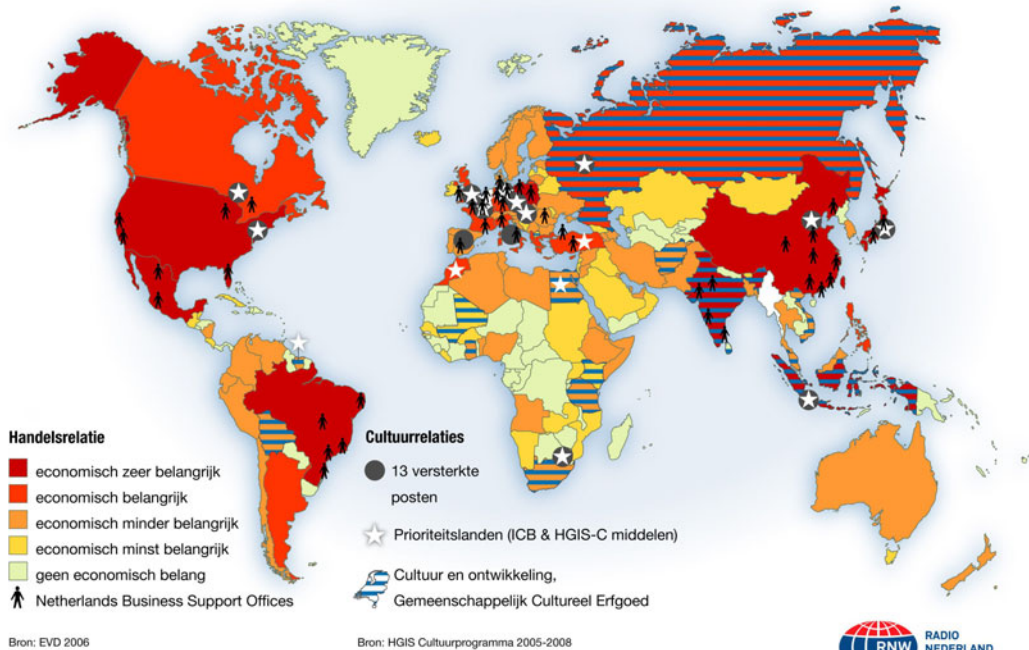 Handelsrelatie
economisch zeer belangrijk
economisch belangrijk
economisch minder belangrijk
economisch minst belangrijk
geen economisch belang
Netherlands Business Support Offices
Bron: EVD 2006
Cultuurrelaties
13 versterkte
posten
Prioriteitslanden (ICB & HGIS-C middelen)
Cultuur en ontwikkeling,
Gemeenschappelijk Cultureel Erfgoed
Bron: HGIS Cultuurprogramma 2005-2008
RNW
RADIO
NEDERLAND